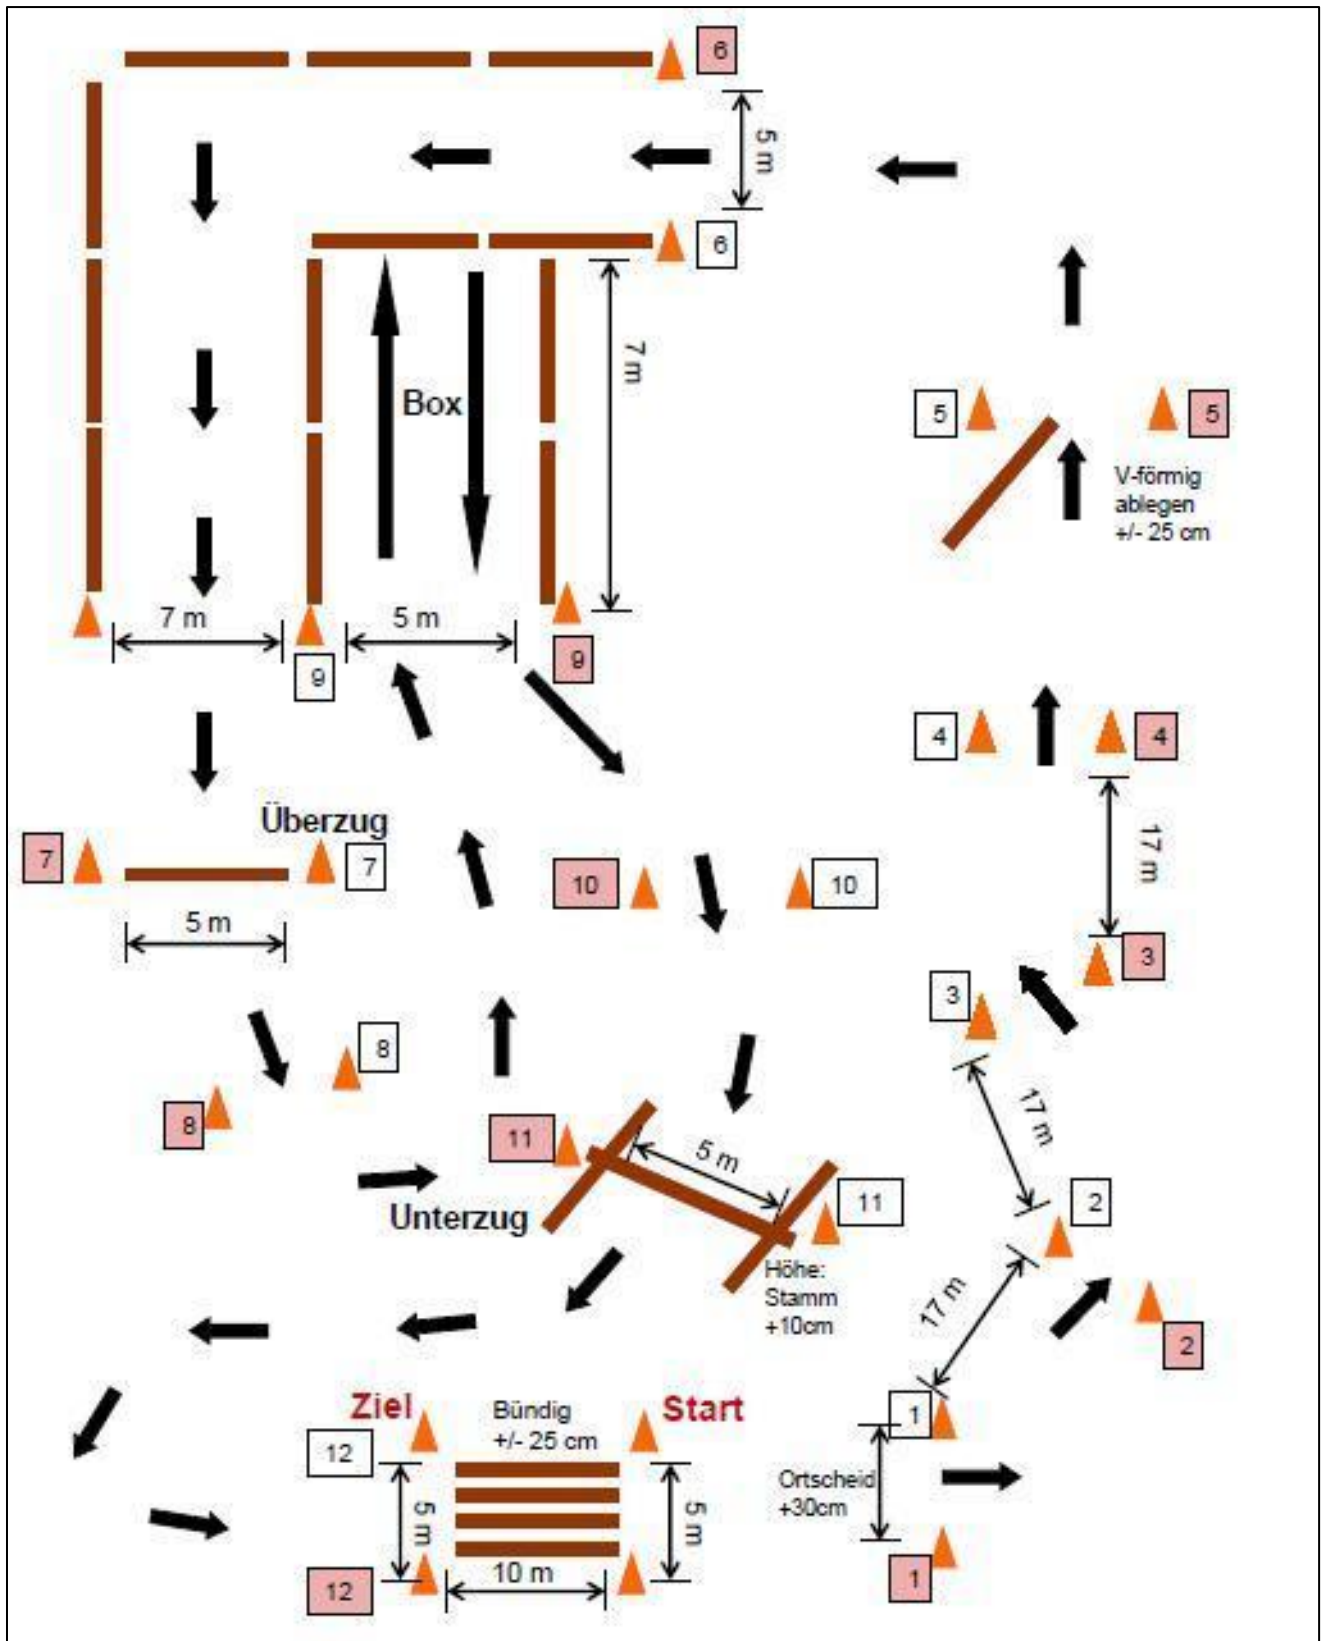 6
5 m
6
7 m
Box
5
5
V-förmig
ablegen
+/- 25 cm
7 m
5 m
9
9
4
4
Überzug
7
7
10
10
17 m
5 m
3
3
8
8
11
5 m
17 m
Unterzug
11
2
Höhe:
Stamm
+10cm
17 m
2
Ziel
Bündig
+/- 25 cm
Start
1
12
Ortscheid
+30cm
5 m
5 m
10 m
12
1